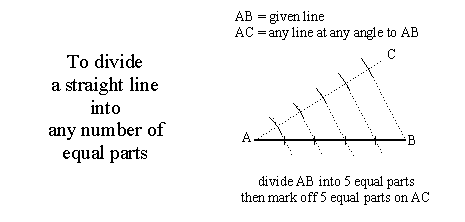 To divide
a straight line
into
any number of
equal parts
AB = given line
AC = any line at any angle to AB
C
A
B
divide AB into 5 equal parts
then mark off 5 equal parts on AC